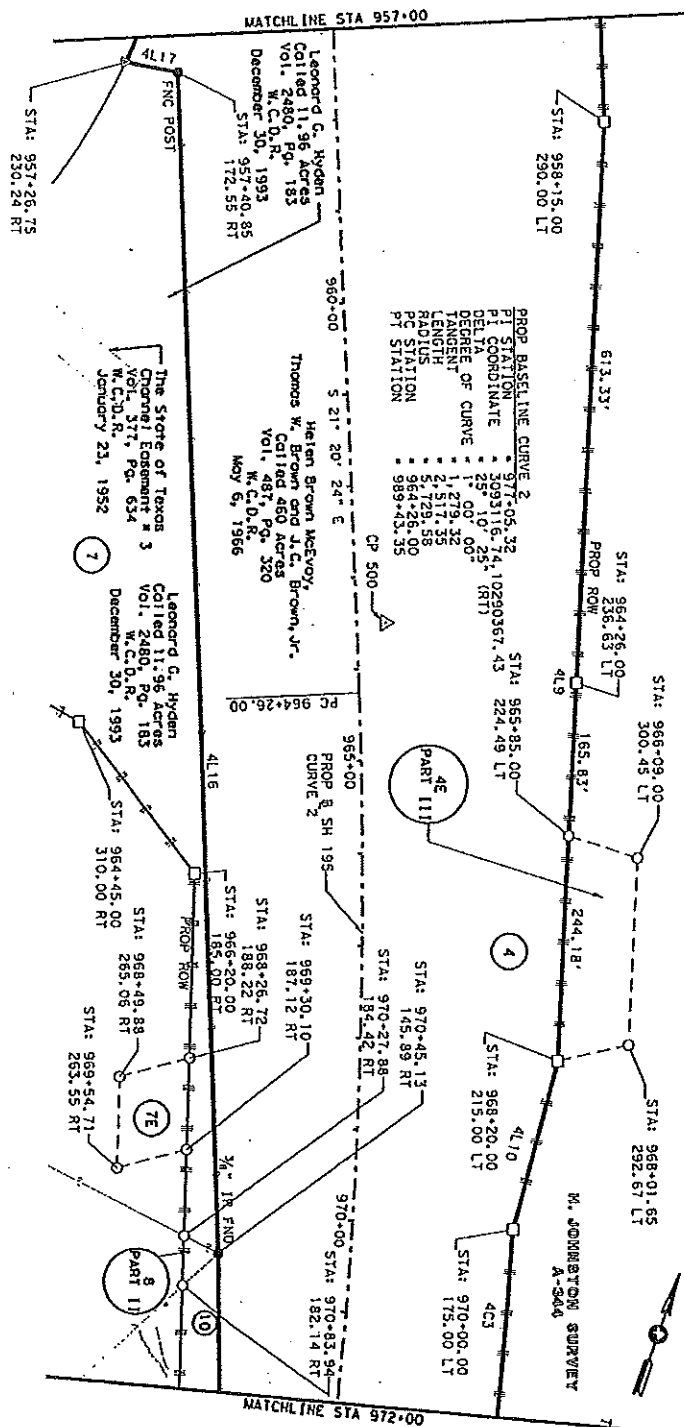 MATCHLINE STA 957+00
STA: 958+15.00
290.00 LT
613.33'
STA: 964+26.00
236.63 LT
PROP ROW
4L9
165.83'
STA: 965+85.00
224.49 LT
STA: 966+09.00
300.45 LT
4E
PART III
244.18'
4
STA: 968+01.65
292.67 LT
STA: 968+20.00
215.00 LT
4L10
M. JOHNSTON SURVEY
A-344
STA: 970+00.00
175.00 LT
4C3
PROP BASELINE CURVE 2
PI STATION = 977+05.32
PI COORDINATE = 3093116.74, 10290367.43
DELTA = 25° 10' 25" (RT)
DEGREE OF CURVE = 1° 00' 00"
TANGENT = 1,279.32
LENGTH = 2,517.35
RADIUS = 5,729.58
PC STATION = 964+26.00
PT STATION = 989+43.35
CP 500
960+00
S 21° 20' 24" E
PC 964+26.00
965+00
PROP B SH 195
CURVE 2
970+00
Helen Brown McEvoy,
Thomas W. Brown and J.C. Brown, Jr.
Called 460 Acres
Vol. 487, Pg. 320
W.C.D.R.
May 6, 1966
Leonard G. Hyden
Called 11.96 Acres
Vol. 2480, Pg. 183
W.C.D.R.
December 30, 1993
4L17
FNC POST
STA: 957+40.85
172.55 RT
STA: 957+26.75
230.24 RT
The State of Texas
Channel Easement # 3
Vol. 377, Pg. 634
W.C.D.R.
January 23, 1952
7
Leonard G. Hyden
Called 11.96 Acres
Vol. 2480, Pg. 183
W.C.D.R.
December 30, 1993
4L16
STA: 964+45.00
310.00 RT
STA: 966+20.00
185.00 RT
PROP ROW
STA: 968+26.72
188.22 RT
STA: 968+49.88
265.06 RT
STA: 969+30.10
187.12 RT
STA: 969+54.71
263.55 RT
7E
STA: 970+27.88
184.42 RT
STA: 970+45.13
145.89 RT
3/8" IR FND
8
PART II
10
STA: 970+83.94
182.14 RT
MATCHLINE STA 972+00